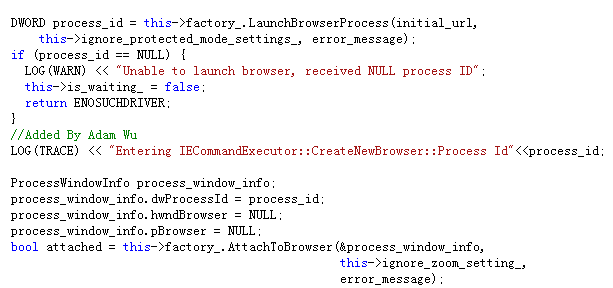 DWORD process_id = this->factory_.LaunchBrowserProcess(initial_url,
    this->ignore_protected_mode_settings_, error_message);
if (process_id == NULL) {
  LOG(WARN) << "Unable to launch browser, received NULL process ID";
  this->is_waiting_ = false;
  return ENOSUCHDRIVER;
}
//Added By Adam Wu
LOG(TRACE) << "Entering IECommandExecutor::CreateNewBrowser::Process Id"<<process_id;
ProcessWindowInfo process_window_info;
process_window_info.dwProcessId = process_id;
process_window_info.hwndBrowser = NULL;
process_window_info.pBrowser = NULL;
bool attached = this->factory_.AttachToBrowser(&process_window_info,
                                               this->ignore_zoom_setting_,
                                               error_message);